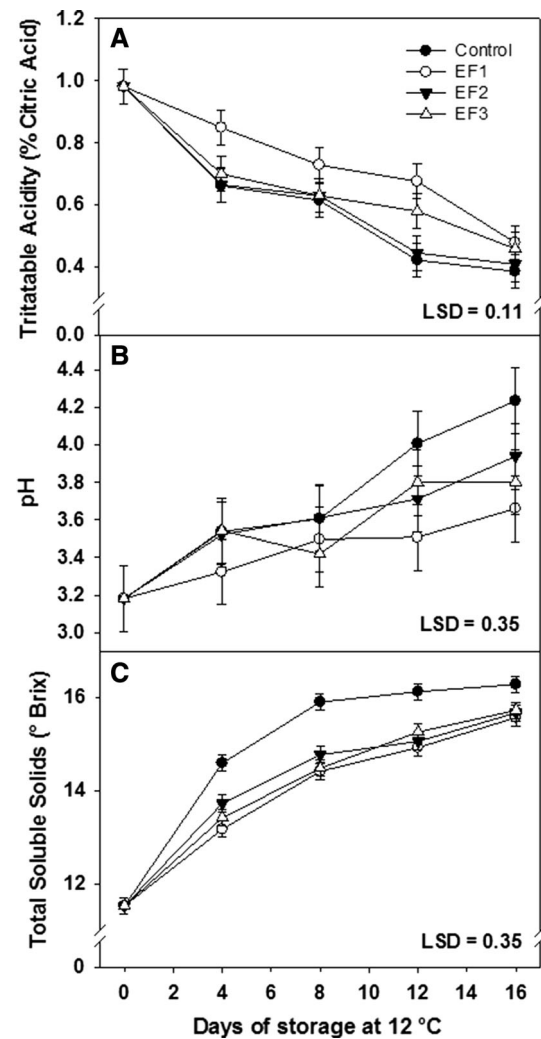 A
Control
EF1
EF2
EF3
Tritatable Acidity (% Citric Acid)
1.2
1.0
0.8
0.6
0.4
0.0
LSD = 0.11
B
pH
4.4
4.2
4.0
3.8
3.6
3.4
3.2
3.0
LSD = 0.35
C
Total Soluble Solids (° Brix)
16
14
12
0
LSD = 0.35
0 2 4 6 8 10 12 14 16
Days of storage at 12 °C